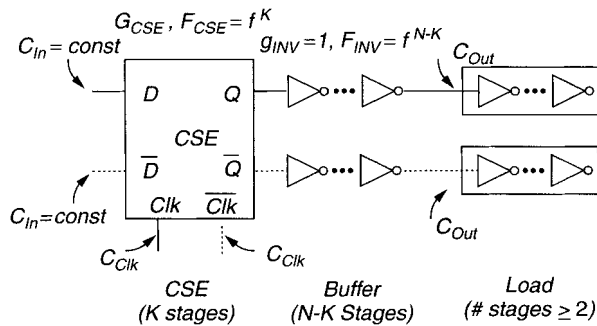 G_CSE , F_CSE = f^K
C_In = const
g_INV = 1, F_INV = f^N-K
C_Out
D Q
CSE
D̅ Q̅
C_In = const
Clk C̅l̅k̅
C_Out
C_Clk
C_Clk
CSE Buffer Load
(K stages) (N-K Stages) (# stages ≥ 2)